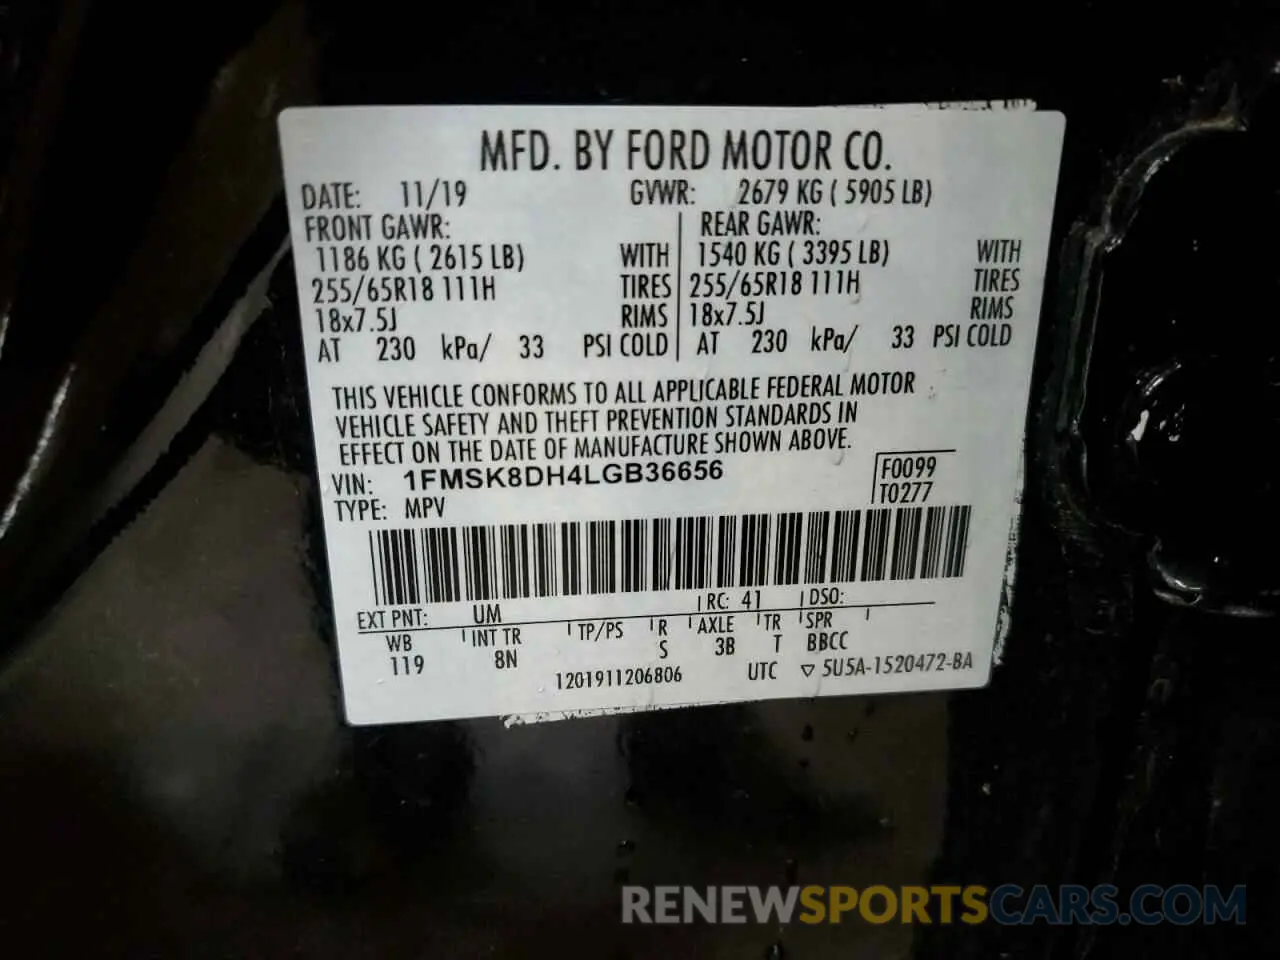 MFD. BY FORD MOTOR CO.
DATE: 11/19 GVWR: 2679 KG ( 5905 LB)
FRONT GAWR: REAR GAWR:
1186 KG ( 2615 LB) WITH 1540 KG ( 3395 LB) WITH
255/65R18 111H TIRES 255/65R18 111H TIRES
18x7.5J RIMS 18x7.5J RIMS
AT 230 kPa/ 33 PSI COLD AT 230 kPa/ 33 PSI COLD
THIS VEHICLE CONFORMS TO ALL APPLICABLE FEDERAL MOTOR
VEHICLE SAFETY AND THEFT PREVENTION STANDARDS IN
EFFECT ON THE DATE OF MANUFACTURE SHOWN ABOVE.
VIN: 1FMSK8DH4LGB36656 F0099
TYPE: MPV T0277
EXT PNT: UM RC: 41 DSO:
WB INT TR TP/PS R AXLE TR SPR
119 8N S 3B T BBCC
1201911206806 UTC ▽ 5U5A-1520472-BA
RENEWSPORTSCARS.COM